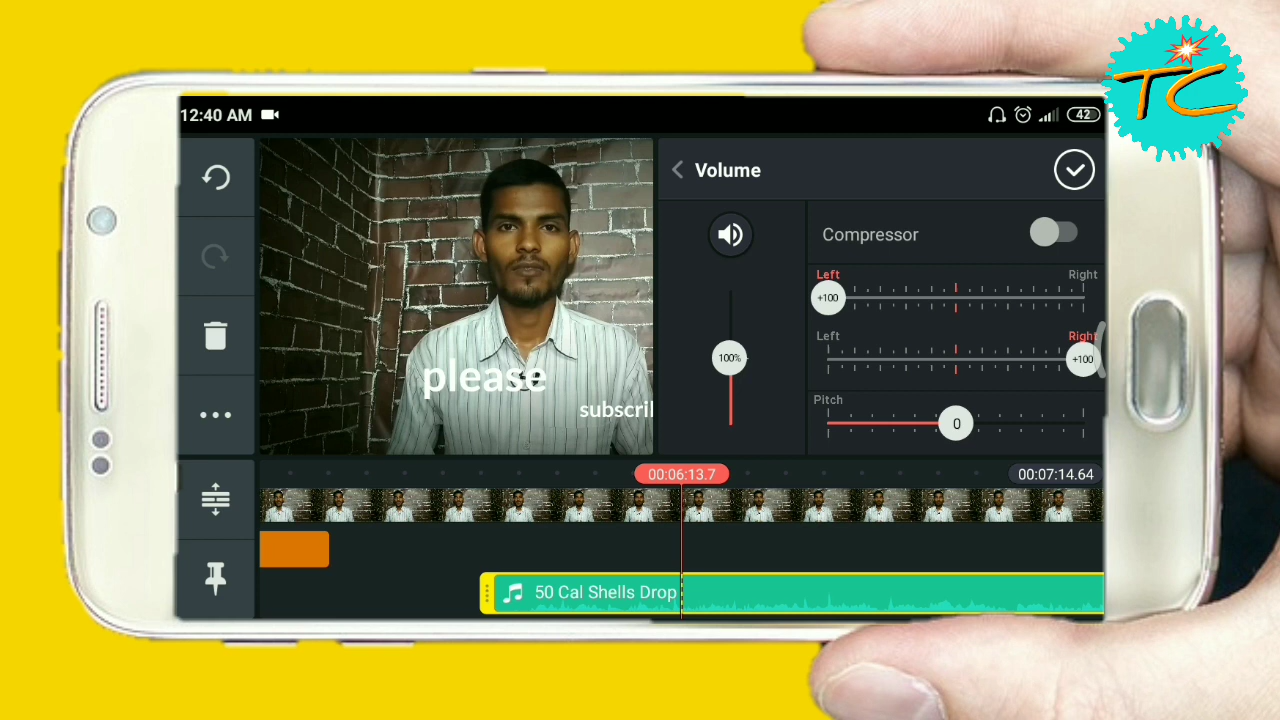 TC
12:40 AM
42
Volume
Compressor
Left Right
+100
100%
Left Right
+100
Pitch
0
please
subscri
00:06:13.7
00:07:14.64
50 Cal Shells Drop